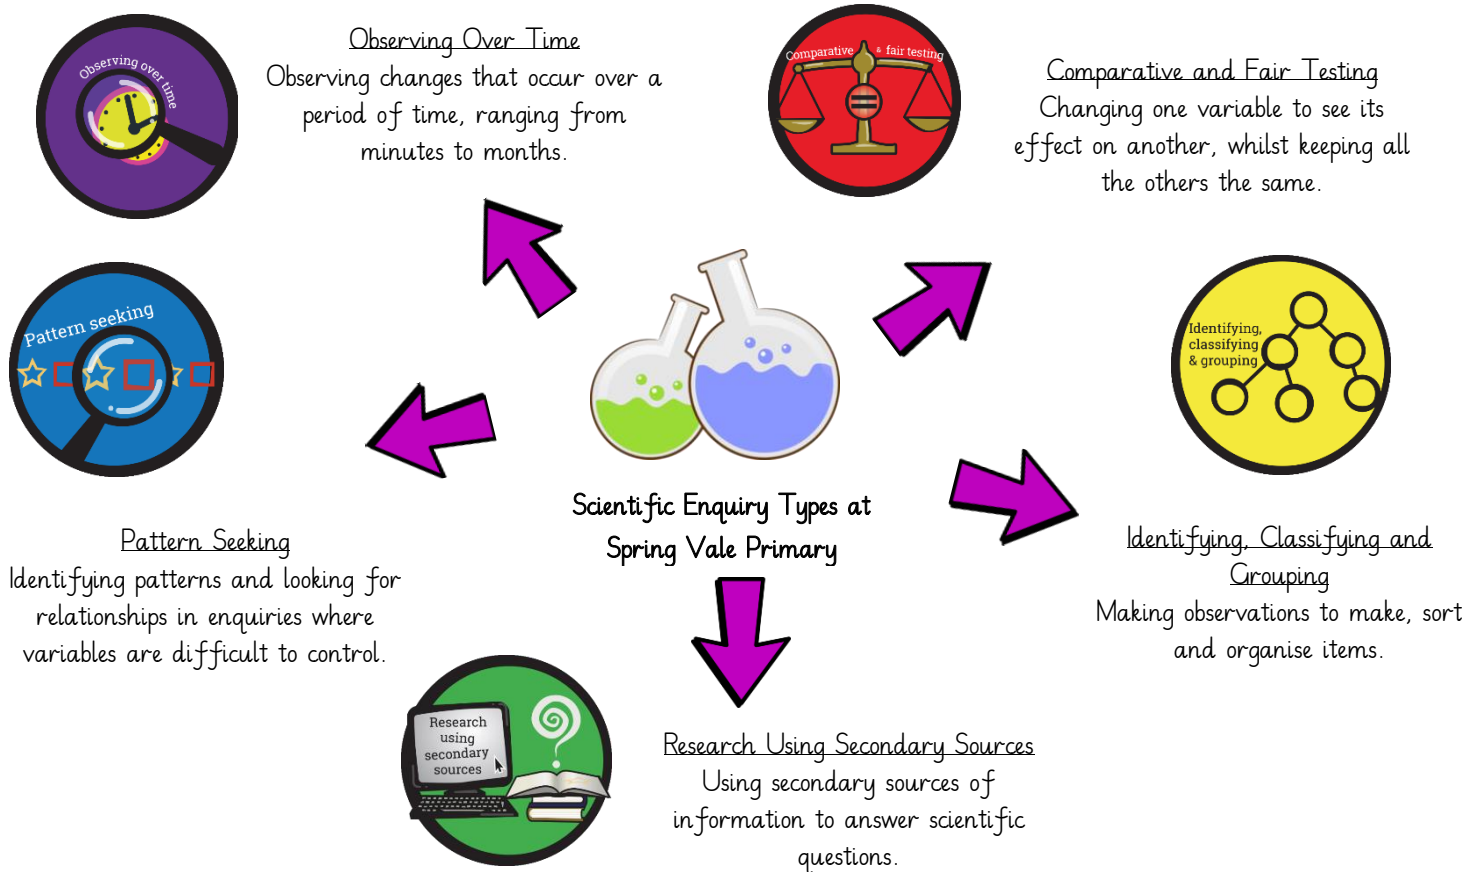 Observing over time
Observing Over Time
Observing changes that occur over a
period of time, ranging from
minutes to months.
Comparative & fair testing
Comparative and Fair Testing
Changing one variable to see its
effect on another, whilst keeping all
the others the same.
Pattern seeking
Identifying,
classifying
& grouping
Scientific Enquiry Types at
Spring Vale Primary
Pattern Seeking
Identifying patterns and looking for
relationships in enquiries where
variables are difficult to control.
Identifying, Classifying and
Grouping
Making observations to make, sort
and organise items.
Research
using
secondary
sources
Research Using Secondary Sources
Using secondary sources of
information to answer scientific
questions.